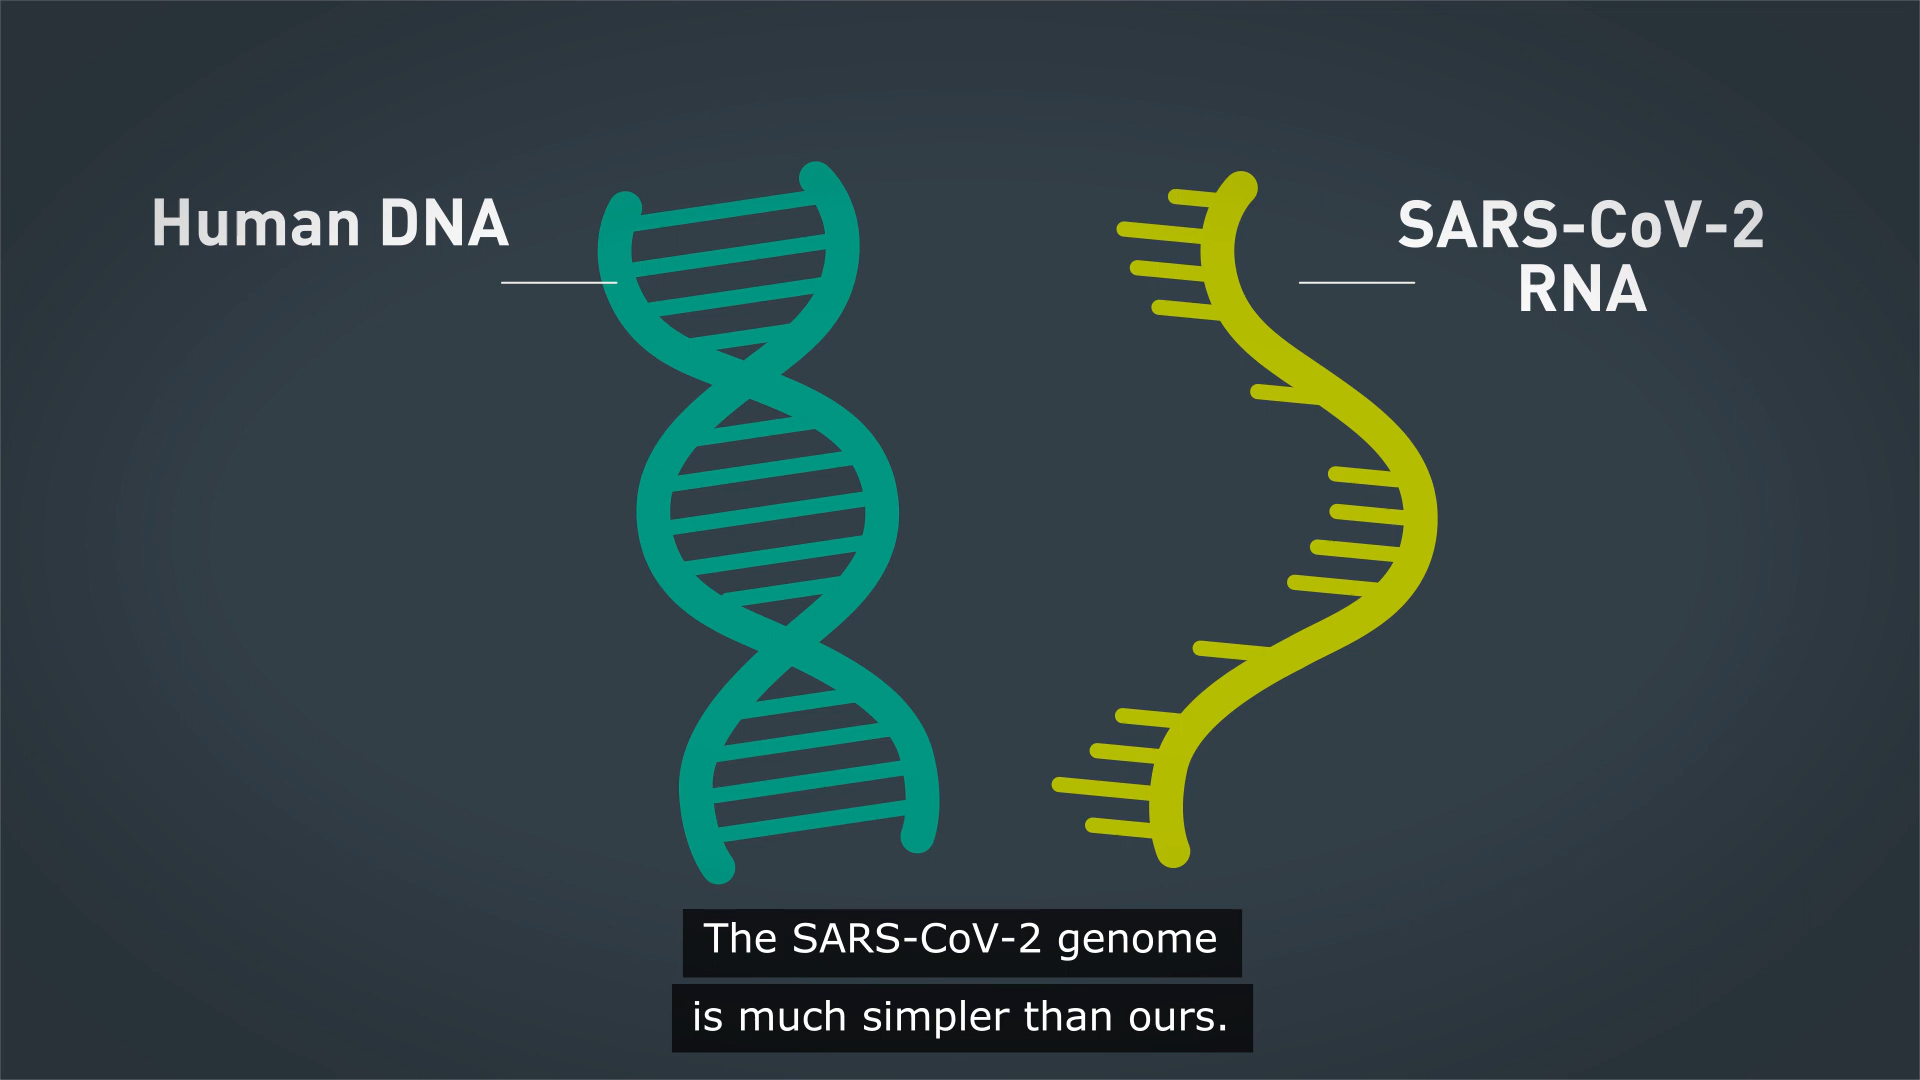 Human DNA
SARS-CoV-2
RNA
The SARS-CoV-2 genome
is much simpler than ours.